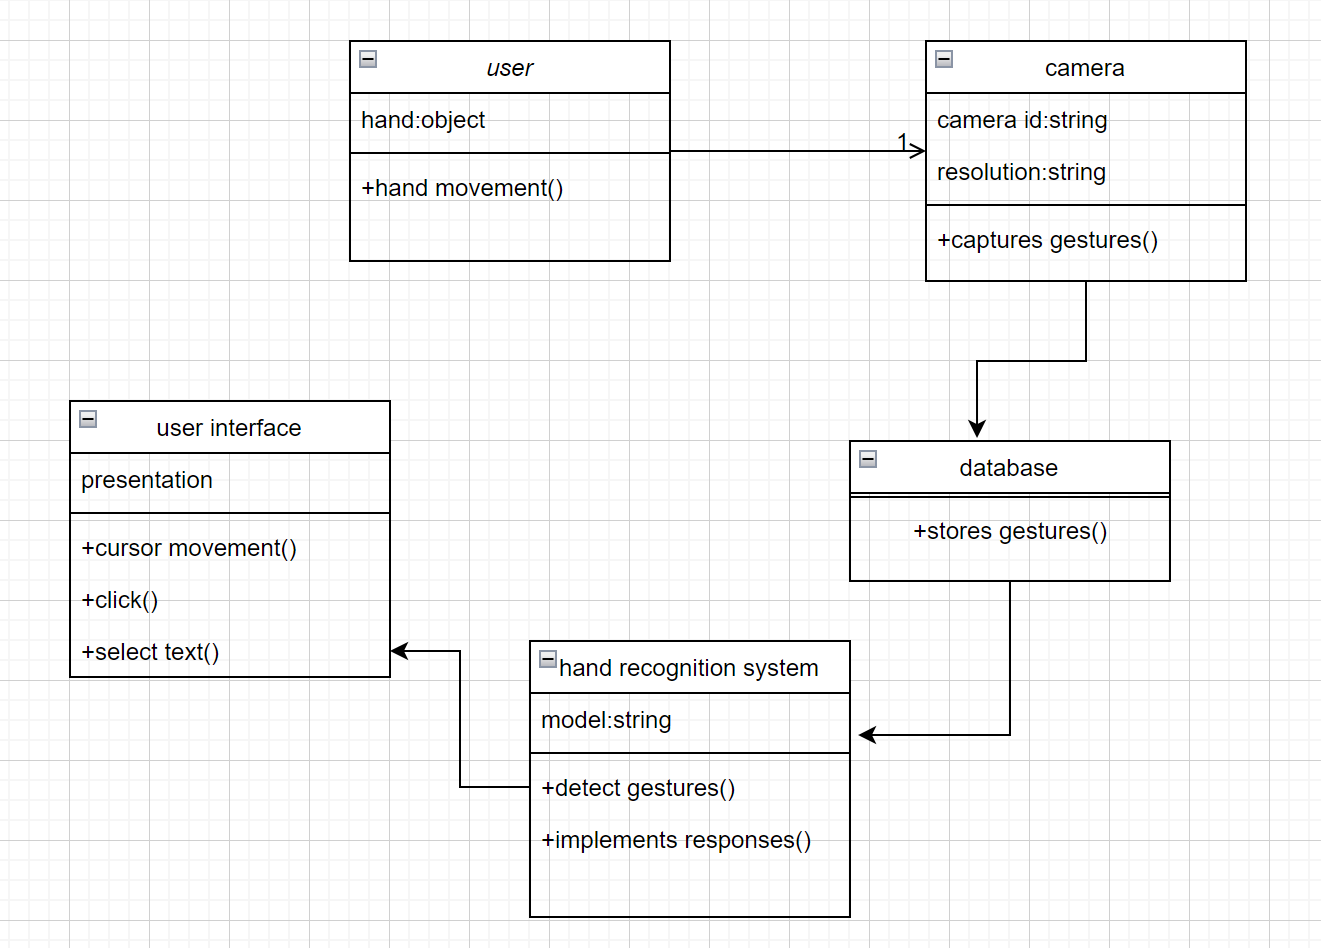 user
hand:object
+hand movement()
1
camera
camera id:string
resolution:string
+captures gestures()
user interface
presentation
+cursor movement()
+click()
+select text()
database
+stores gestures()
hand recognition system
model:string
+detect gestures()
+implements responses()